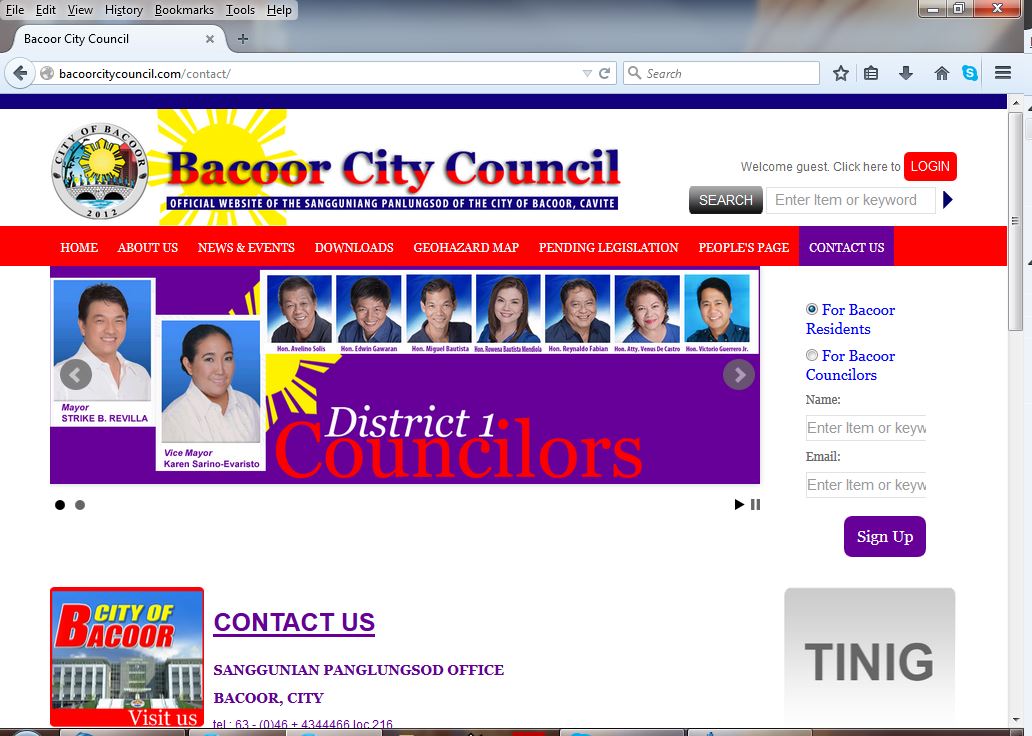 File Edit View History Bookmarks Tools Help
Bacoor City Council
bacoorcitycouncil.com/contact/
Search
CITY OF BACOOR
2012
Bacoor City Council
OFFICIAL WEBSITE OF THE SANGGUNIANG PANLUNGSOD OF THE CITY OF BACOOR, CAVITE
Welcome guest. Click here to LOGIN
SEARCH Enter Item or keyword
HOME ABOUT US NEWS & EVENTS DOWNLOADS GEOHAZARD MAP PENDING LEGISLATION PEOPLE'S PAGE CONTACT US
Hon. Avelino Solis Hon. Edwin Gawaran Hon. Miguel Bautista Hon. Rowena Bautista Mendiola Hon. Reynaldo Fabian Hon. Atty. Venus De Castro Hon. Victorio Guerrero Jr.
Mayor
STRIKE B. REVILLA
Vice Mayor
Karen Sarino-Evaristo
District 1
Councilors
For Bacoor
Residents
For Bacoor
Councilors
Name:
Enter Item or keyw
Email:
Enter Item or keyw
Sign Up
CITY OF
BACOOR
Visit us
CONTACT US
SANGGUNIAN PANGLUNGSOD OFFICE
BACOOR, CITY
tel : 63 - (0)46 + 4344466 loc 216
TINIG